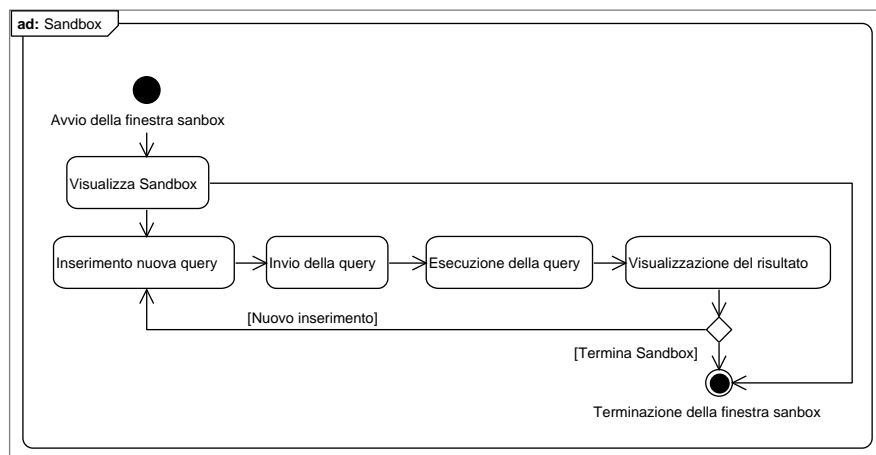 ad: Sandbox
Avvio della finestra sanbox
Visualizza Sandbox
Inserimento nuova query
Invio della query
Esecuzione della query
Visualizzazione del risultato
[Nuovo inserimento]
[Termina Sandbox]
Terminazione della finestra sanbox